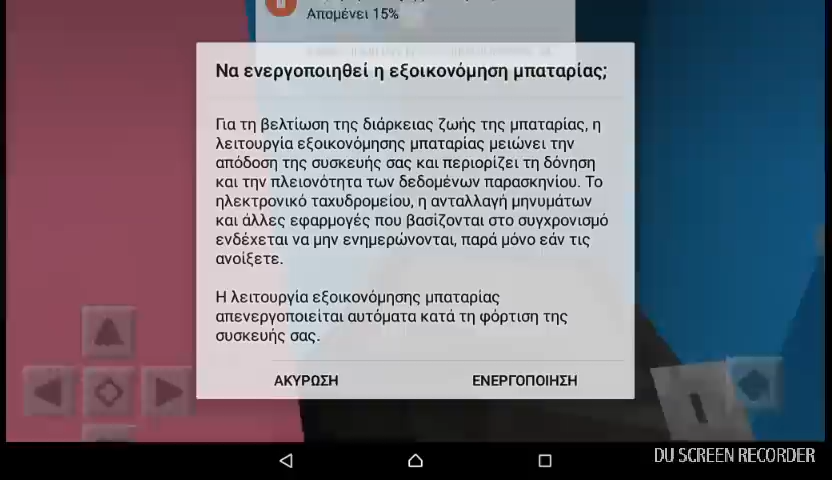 Απομένει 15%
Να ενεργοποιηθεί η εξοικονόμηση μπαταρίας;
Για τη βελτίωση της διάρκειας ζωής της μπαταρίας, η
λειτουργία εξοικονόμησης μπαταρίας μειώνει την
απόδοση της συσκευής σας και περιορίζει τη δόνηση
και την πλειονότητα των δεδομένων παρασκηνίου. Το
ηλεκτρονικό ταχυδρομείου, η ανταλλαγή μηνυμάτων
και άλλες εφαρμογές που βασίζονται στο συγχρονισμό
ενδέχεται να μην ενημερώνονται, παρά μόνο εάν τις
ανοίξετε.
Η λειτουργία εξοικονόμησης μπαταρίας
απενεργοποιείται αυτόματα κατά τη φόρτιση της
συσκευής σας.
ΑΚΥΡΩΣΗ
ΕΝΕΡΓΟΠΟΙΗΣΗ
DU SCREEN RECORDER